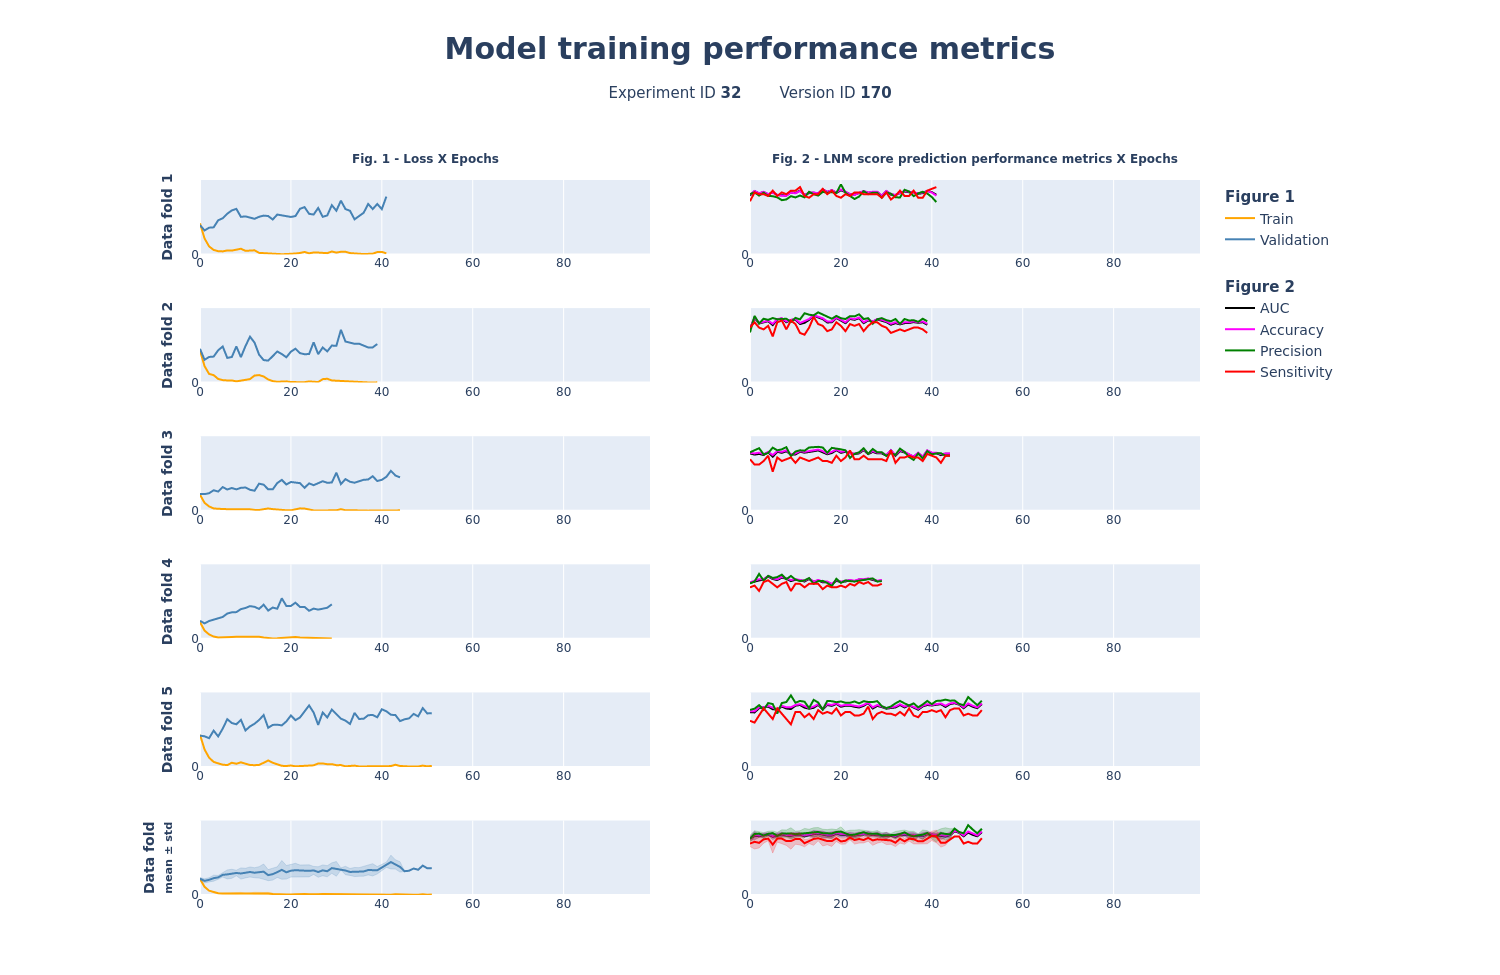 Model training performance metrics
Experiment ID 32 Version ID 170
Fig. 1 - Loss X Epochs
Fig. 2 - LNM score prediction performance metrics X Epochs
Data fold 1
0
0 20 40 60 80
0
0 20 40 60 80
Figure 1
Train
Validation
Figure 2
AUC
Accuracy
Precision
Sensitivity
Data fold 2
0
0 20 40 60 80
0
0 20 40 60 80
Data fold 3
0
0 20 40 60 80
0
0 20 40 60 80
Data fold 4
0
0 20 40 60 80
0
0 20 40 60 80
Data fold 5
0
0 20 40 60 80
0
0 20 40 60 80
Data fold
mean ± std
0
0 20 40 60 80
0
0 20 40 60 80